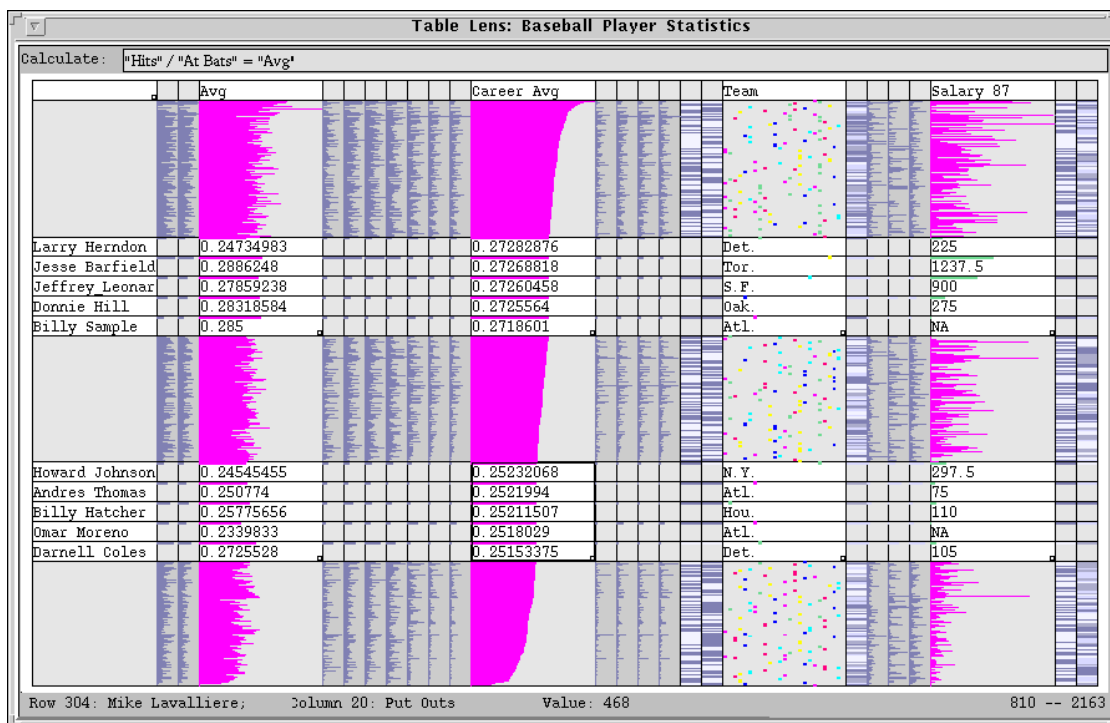 Table Lens: Baseball Player Statistics
Calculate: "Hits" / "At Bats" = "Avg"
Avg Career Avg Team Salary 87
Larry Herndon 0.24734983 0.27282876 Det. 225
Jesse Barfield 0.2886248 0.27268818 Tor. 1237.5
Jeffrey_Leonar 0.27859238 0.27260458 S.F. 900
Donnie Hill 0.28318584 0.2725564 Oak. 275
Billy Sample 0.285 0.2718601 Atl. NA
Howard Johnson 0.24545455 0.25232068 N.Y. 297.5
Andres Thomas 0.250774 0.2521994 Atl. 75
Billy Hatcher 0.25775656 0.25211507 Hou. 110
Omar Moreno 0.2339833 0.2518029 Atl. NA
Darnell Coles 0.2725528 0.25153375 Det. 105
Row 304: Mike Lavalliere; Column 20: Put Outs Value: 468 810 -- 2163